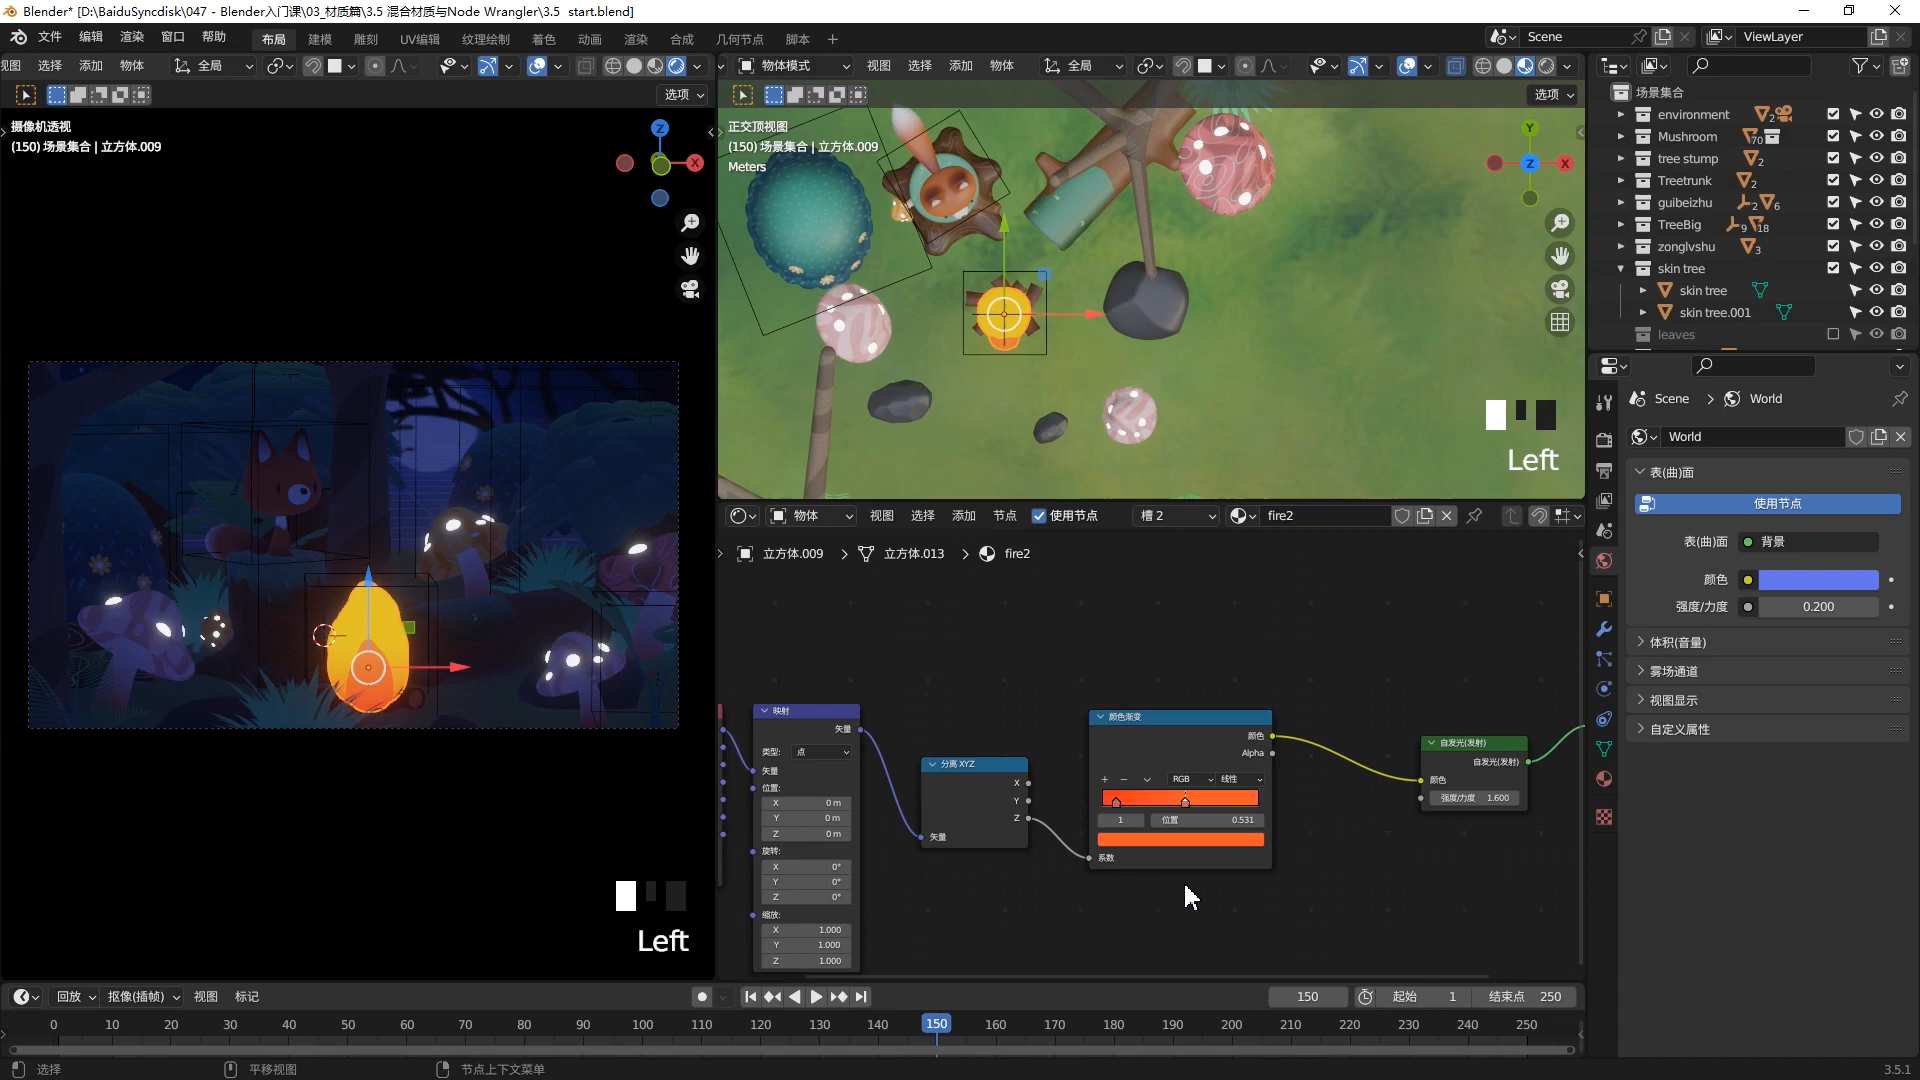 Blender* [D:\BaiduSyncdisk\047 - Blender入门课\03_材质篇\3.5 混合材质与Node Wrangler\3.5  start.blend]
文件 编辑 渲染 窗口 帮助 布局 建模 雕刻 UV编辑 纹理绘制 着色 动画 渲染 合成 几何节点 脚本 + Scene ViewLayer
视图 选择 添加 物体 全局
物体模式 视图 选择 添加 物体 全局
选项
选项
摄像机透视
(150) 场景集合 | 立方体.009
Z
X
Left
正交顶视图
(150) 场景集合 | 立方体.009
Meters
Y
Z
X
Left
场景集合
environment 2
Mushroom 70
tree stump 2
Treetrunk 2
guibeizhu 2 6
TreeBig 9 18
zonglvshu 3
skin tree
skin tree
skin tree.001
leaves
Scene > World
World
表(曲)面
使用节点
表(曲)面 背景
颜色
强度/力度 0.200
体积(音量)
雾场通道
视图显示
自定义属性
物体 视图 选择 添加 节点 使用节点 槽 2 fire2
立方体.009 > 立方体.013 > fire2
映射
矢量
类型: 点
矢量
位置:
X 0 m
Y 0 m
Z 0 m
旋转:
X 0°
Y 0°
Z 0°
缩放:
X 1.000
Y 1.000
Z 1.000
分离 XYZ
X
Y
Z
矢量
颜色渐变
颜色
Alpha
+ − RGB 线性
1 位置 0.531
系数
自发光(发射)
自发光(发射)
颜色
强度/力度 1.600
回放 抠像(插帧) 视图 标记 150 起始 1 结束点 250
0 10 20 30 40 50 60 70 80 90 100 110 120 130 140 150 160 170 180 190 200 210 220 230 240 250
选择 平移视图 节点上下文菜单 3.5.1